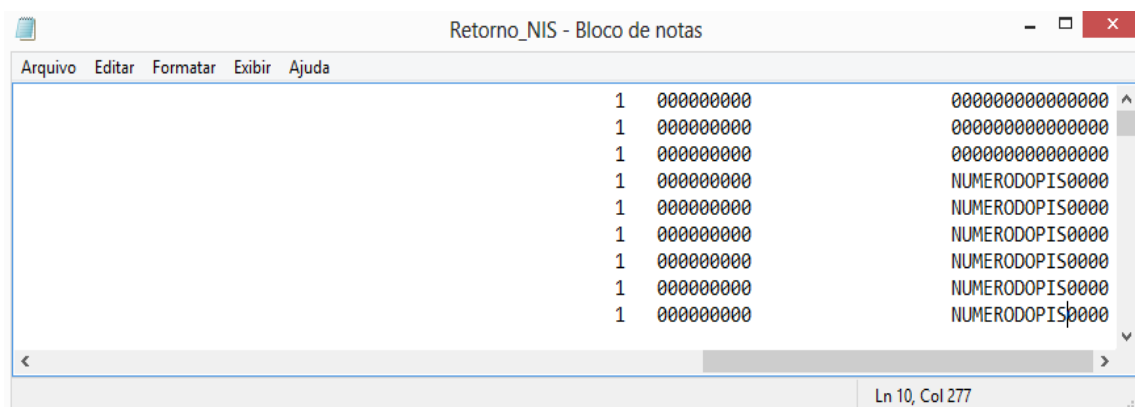 Retorno_NIS - Bloco de notas
Arquivo Editar Formatar Exibir Ajuda
1 000000000 000000000000000
1 000000000 000000000000000
1 000000000 000000000000000
1 000000000 NUMERODOPIS0000
1 000000000 NUMERODOPIS0000
1 000000000 NUMERODOPIS0000
1 000000000 NUMERODOPIS0000
1 000000000 NUMERODOPIS0000
1 000000000 NUMERODOPIS0000
Ln 10, Col 277